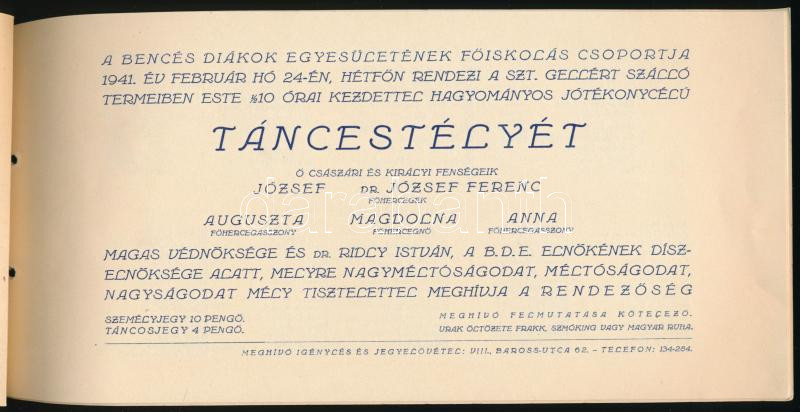 A BENCÉS DIÁKOK EGYESÜLETÉNEK FŐISKOLÁS CSOPORTJA
1941. ÉV FEBRUÁR HÓ 24-ÉN, HÉTFŐN RENDEZI A SZT. GELLÉRT SZÁLLÓ
TERMEIBEN ESTE ½10 ÓRAI KEZDETTEL HAGYOMÁNYOS JÓTÉKONYCÉLÚ
TÁNCESTÉLYÉT
Ő CSÁSZÁRI ÉS KIRÁLYI FENSÉGEIK
JÓZSEF DR. JÓZSEF FERENC
FŐHERCEGEK
AUGUSZTA MAGDOLNA ANNA
FŐHERCEGASSZONY FŐHERCEGNŐ FŐHERCEGASSZONY
MAGAS VÉDNÖKSÉGE ÉS DR. RIDLY ISTVÁN, A B.D.E. ELNÖKÉNEK DÍSZ-
ELNÖKSÉGE ALATT, MELYRE NAGYMÉLTÓSÁGODAT, MÉLTÓSÁGODAT,
NAGYSÁGODAT MÉLY TISZTELETTEL MEGHÍVJA A RENDEZŐSÉG
SZEMÉLYJEGY 10 PENGŐ. MEGHÍVÓ FELMUTATÁSA KÖTELEZŐ.
TÁNCOSJEGY 4 PENGŐ. URAK ÖLTÖZETE FRAKK, SZMÓKING VAGY MAGYAR RUHA.
MEGHÍVÓ IGÉNYLÉS ÉS JEGYELŐVÉTEL: VIII., BAROSS-UTCA 62. – TELEFON: 134-284.
darabanth